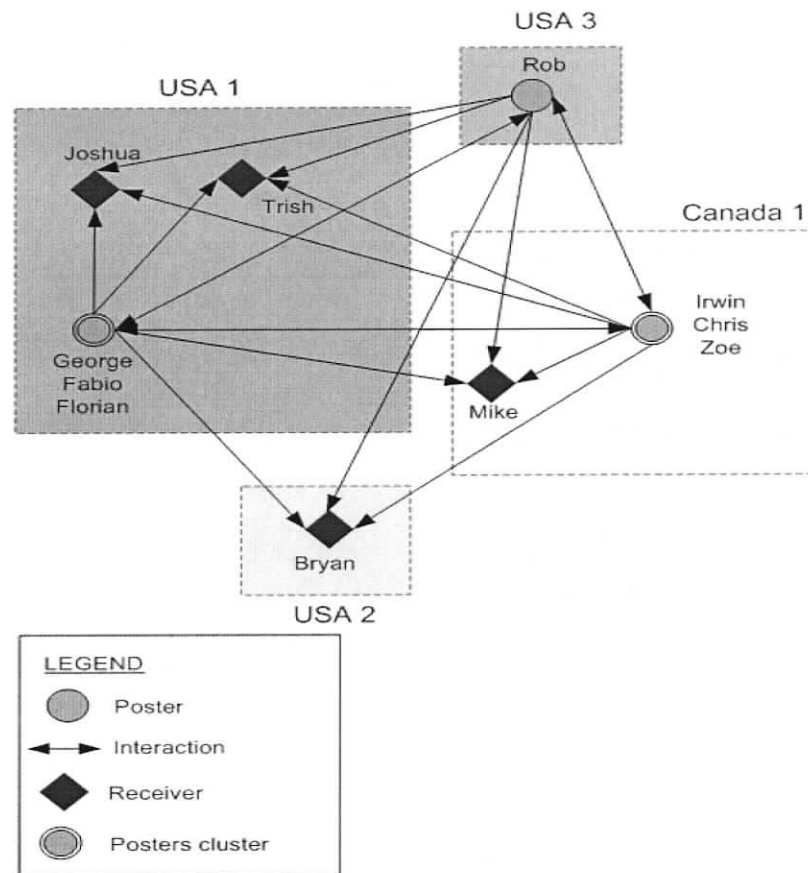 USA 3
Rob
USA 1
Joshua
Trish
Canada 1
Irwin
Chris
Zoe
George
Fabio
Florian
Mike
Bryan
USA 2
LEGEND
Poster
Interaction
Receiver
Posters cluster